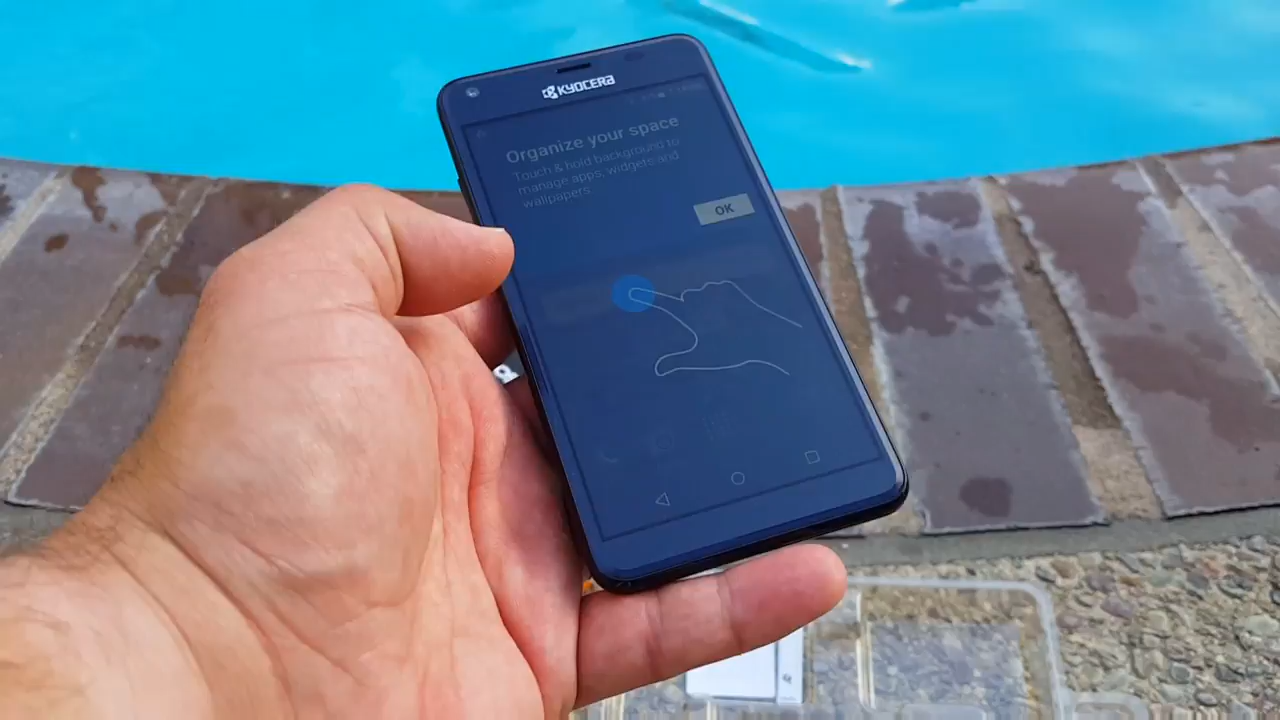 KYOCERA
Organize your space
Touch & hold background to
manage apps, widgets and
wallpapers.
OK